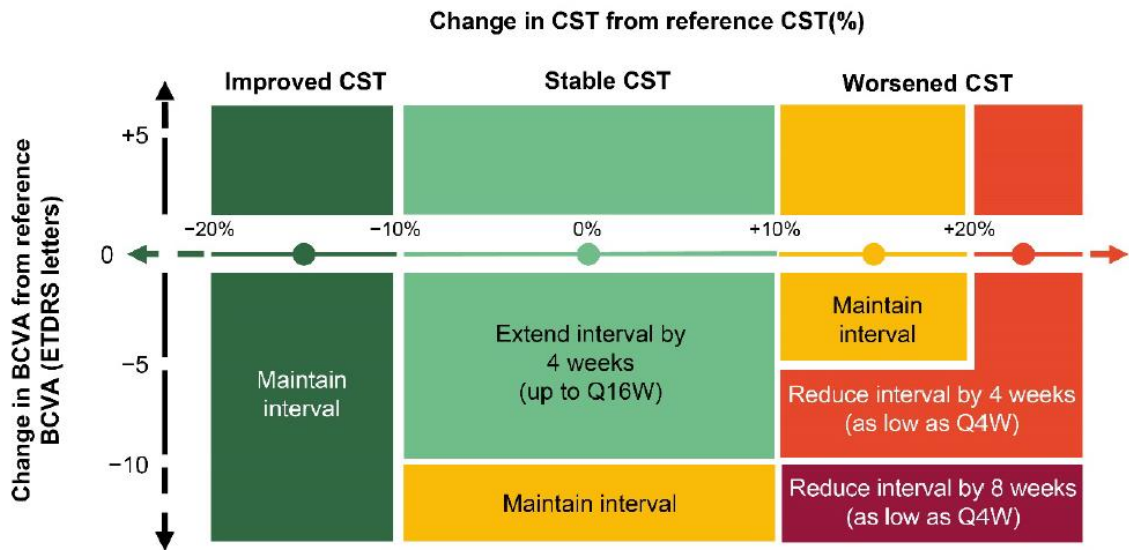 Change in CST from reference CST(%)
Improved CST
Stable CST
Worsened CST
Change in BCVA from reference
BCVA (ETDRS letters)
+5
−20%
−10%
0%
+10%
+20%
0
Maintain
interval
Extend interval by
4 weeks
(up to Q16W)
Maintain
interval
−5
Reduce interval by 4 weeks
(as low as Q4W)
−10
Maintain interval
Reduce interval by 8 weeks
(as low as Q4W)